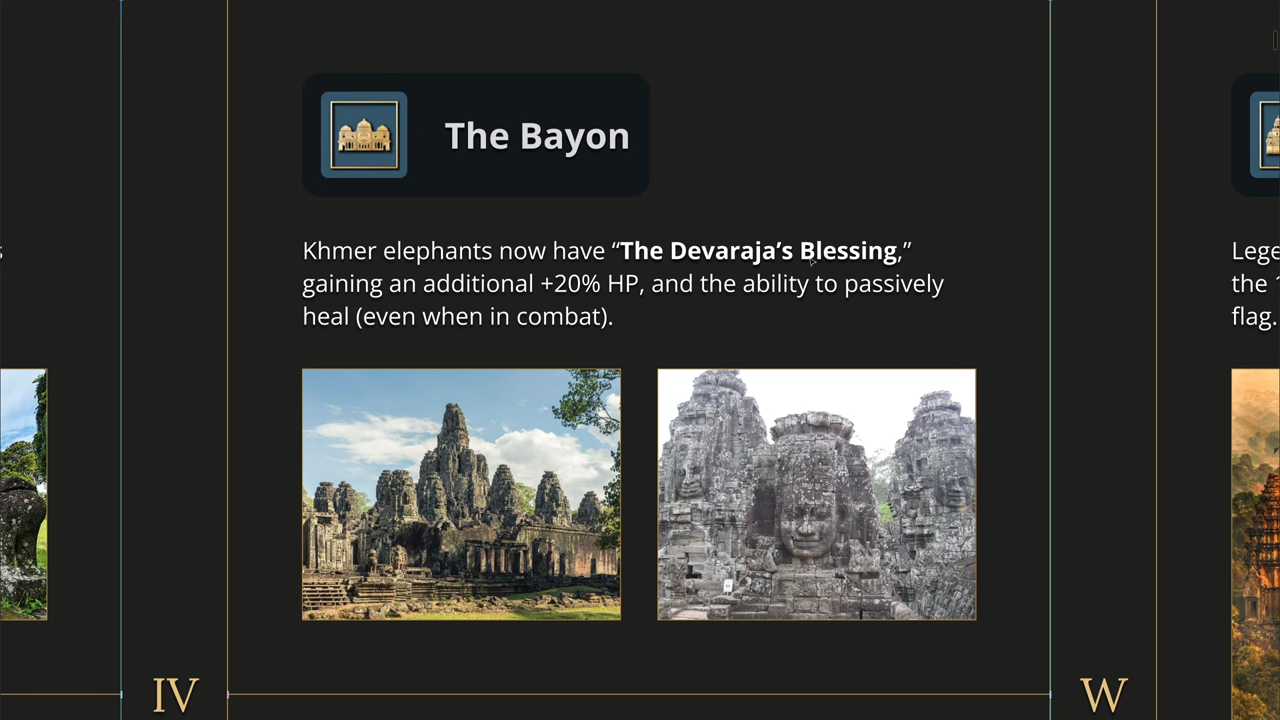 The Bayon
Khmer elephants now have “The Devaraja’s Blessing,”
gaining an additional +20% HP, and the ability to passively
heal (even when in combat).
Lege
the
flag.
IV
W